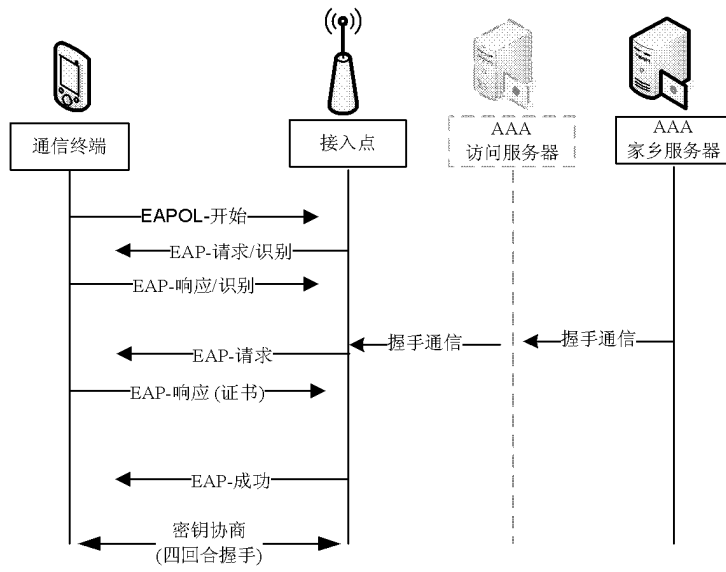 通信终端
接入点
AAA
访问服务器
AAA
家乡服务器
EAPOL-开始
EAP-请求/识别
EAP-响应/识别
握手通信
握手通信
EAP-请求
EAP-响应 (证书)
EAP-成功
密钥协商
(四回合握手)